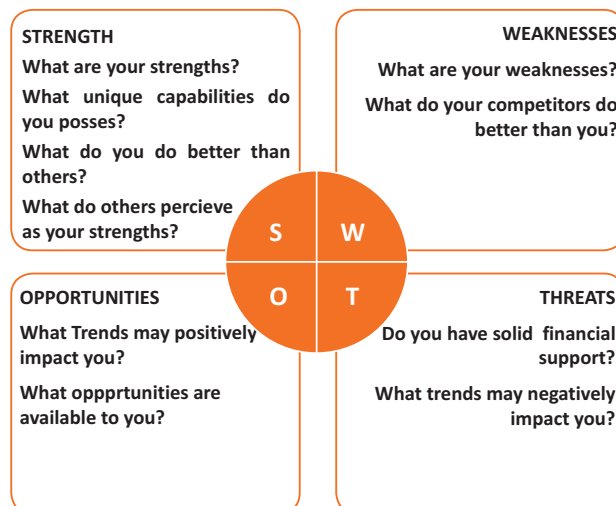 STRENGTH
What are your strengths?
What unique capabilities do
you posses?
What do you do better than
others?
What do others percieve
as your strengths?
WEAKNESSES
What are your weaknesses?
What do your competitors do
better than you?
S
W
O
T
OPPORTUNITIES
What Trends may positively
impact you?
What oppprtunities are
available to you?
THREATS
Do you have solid financial
support?
What trends may negatively
impact you?